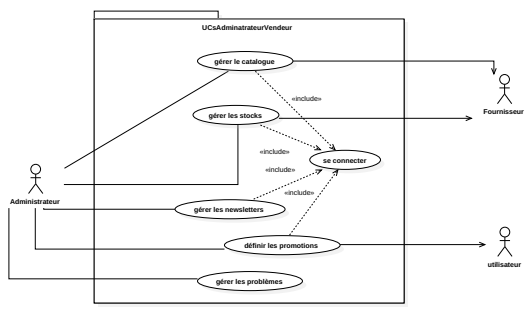 UCsAdminatrateurVendeur
gérer le catalogue
«include»
Fournisseur
gérer les stocks
«include»
se connecter
«include»
Administrateur
«include»
gérer les newsletters
définir les promotions
utilisateur
gérer les problèmes